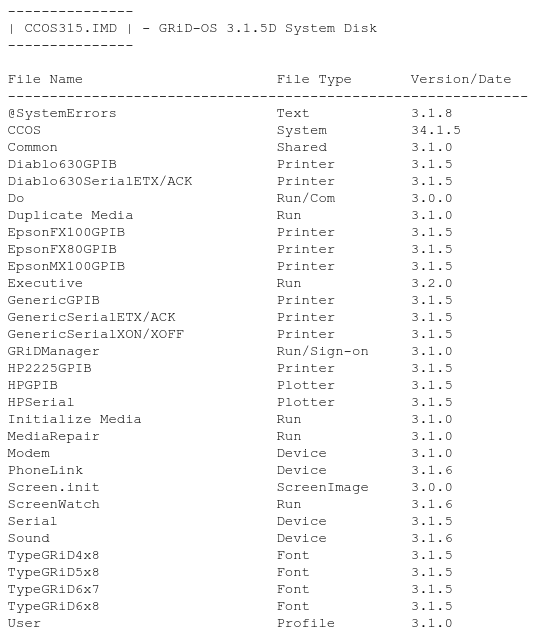 ---------------
| CCOS315.IMD | - GRiD-OS 3.1.5D System Disk
---------------
File Name                       File Type       Version/Date
--------------------------------------------------------------
@SystemErrors                   Text            3.1.8
CCOS                            System          34.1.5
Common                          Shared          3.1.0
Diablo630GPIB                   Printer         3.1.5
Diablo630SerialETX/ACK          Printer         3.1.5
Do                              Run/Com         3.0.0
Duplicate Media                 Run             3.1.0
EpsonFX100GPIB                  Printer         3.1.5
EpsonFX80GPIB                   Printer         3.1.5
EpsonMX100GPIB                  Printer         3.1.5
Executive                       Run             3.2.0
GenericGPIB                     Printer         3.1.5
GenericSerialETX/ACK            Printer         3.1.5
GenericSerialXON/XOFF           Printer         3.1.5
GRiDManager                     Run/Sign-on     3.1.0
HP2225GPIB                      Printer         3.1.5
HPGPIB                          Plotter         3.1.5
HPSerial                        Plotter         3.1.5
Initialize Media                Run             3.1.0
MediaRepair                     Run             3.1.0
Modem                           Device          3.1.0
PhoneLink                       Device          3.1.6
Screen.init                     ScreenImage     3.0.0
ScreenWatch                     Run             3.1.6
Serial                          Device          3.1.5
Sound                           Device          3.1.6
TypeGRiD4x8                     Font            3.1.5
TypeGRiD5x8                     Font            3.1.5
TypeGRiD6x7                     Font            3.1.5
TypeGRiD6x8                     Font            3.1.5
User                            Profile         3.1.0